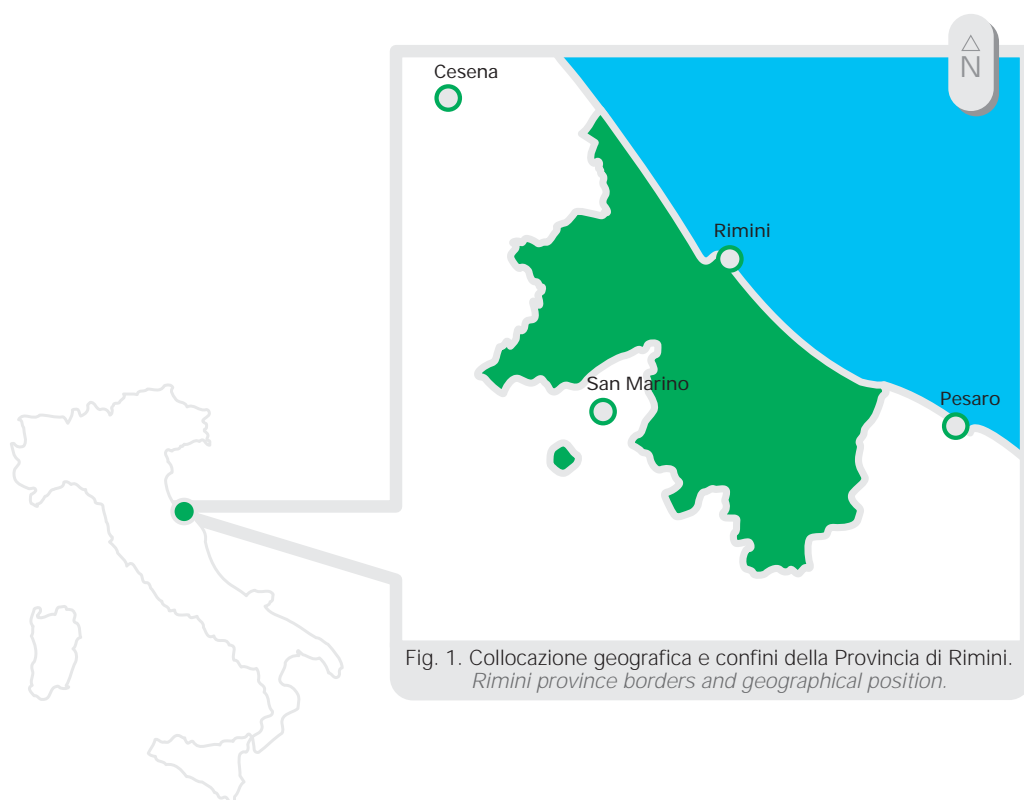 N
Cesena
Rimini
San Marino
Pesaro
Fig. 1. Collocazione geografica e confini della Provincia di Rimini.
Rimini province borders and geographical position.